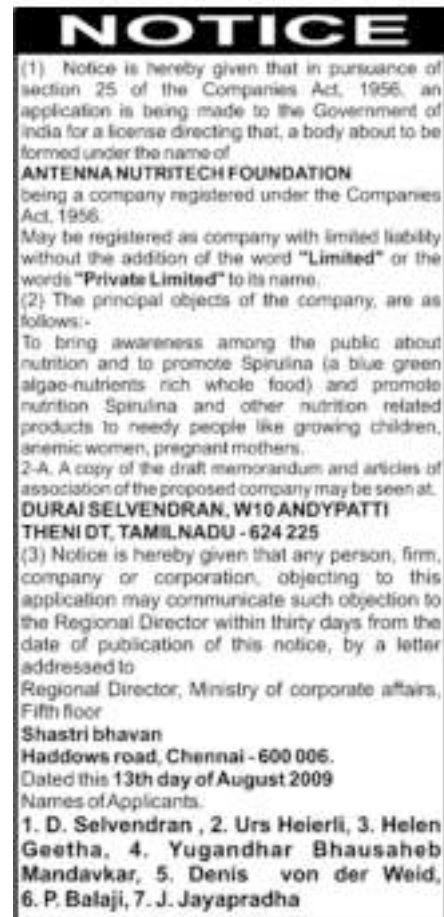 NOTICE
(1) Notice is hereby given that in pursuance of
section 25 of the Companies Act, 1956, an
application is being made to the Government of
India for a license directing that, a body about to be
formed under the name of
ANTENNA NUTRITECH FOUNDATION
being a company registered under the Companies
Act, 1956.
May be registered as company with limited liability
without the addition of the word "Limited" or the
words "Private Limited" to its name.
(2) The principal objects of the company, are as
follows:-
To bring awareness among the public about
nutrition and to promote Spirulina (a blue green
algae-nutrients rich whole food) and promote
nutrition Spirulina and other nutrition related
products to needy people like growing children,
anemic women, pregnant mothers.
2-A. A copy of the draft memorandum and articles of
association of the proposed company may be seen at.
DURAI SELVENDRAN, W10 ANDYPATTI
THENI DT, TAMILNADU - 624 225
(3) Notice is hereby given that any person, firm,
company or corporation, objecting to this
application may communicate such objection to
the Regional Director within thirty days from the
date of publication of this notice, by a letter
addressed to
Regional Director, Ministry of corporate affairs,
Fifth floor
Shastri bhavan
Haddows road, Chennai - 600 006.
Dated this 13th day of August 2009
Names of Applicants.
1. D. Selvendran , 2. Urs Heierli, 3. Helen
Geetha, 4. Yugandhar Bhausaheb
Mandavkar, 5. Denis von der Weid,
6. P. Balaji, 7. J. Jayapradha